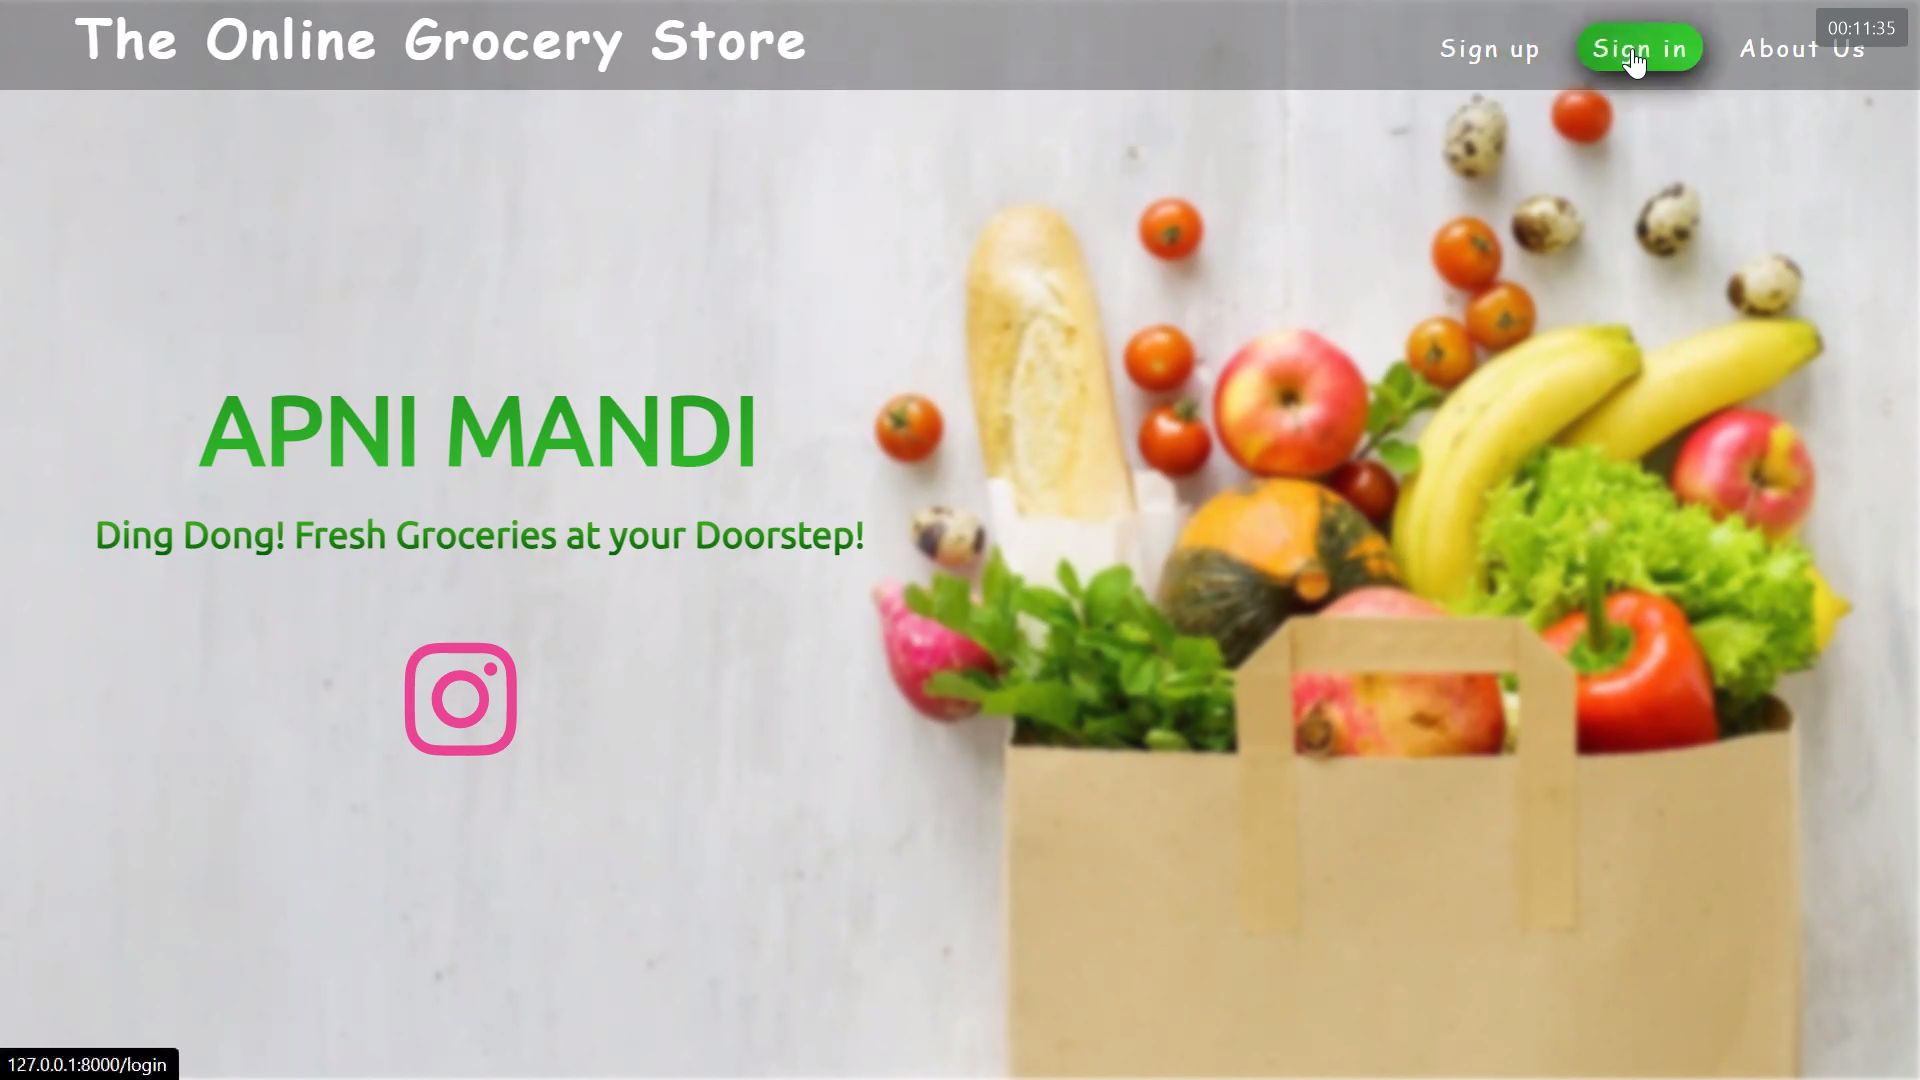 The Online Grocery Store
Sign up
Sign in
About Us
00:11:35
APNI MANDI
Ding Dong! Fresh Groceries at your Doorstep!
127.0.0.1:8000/login